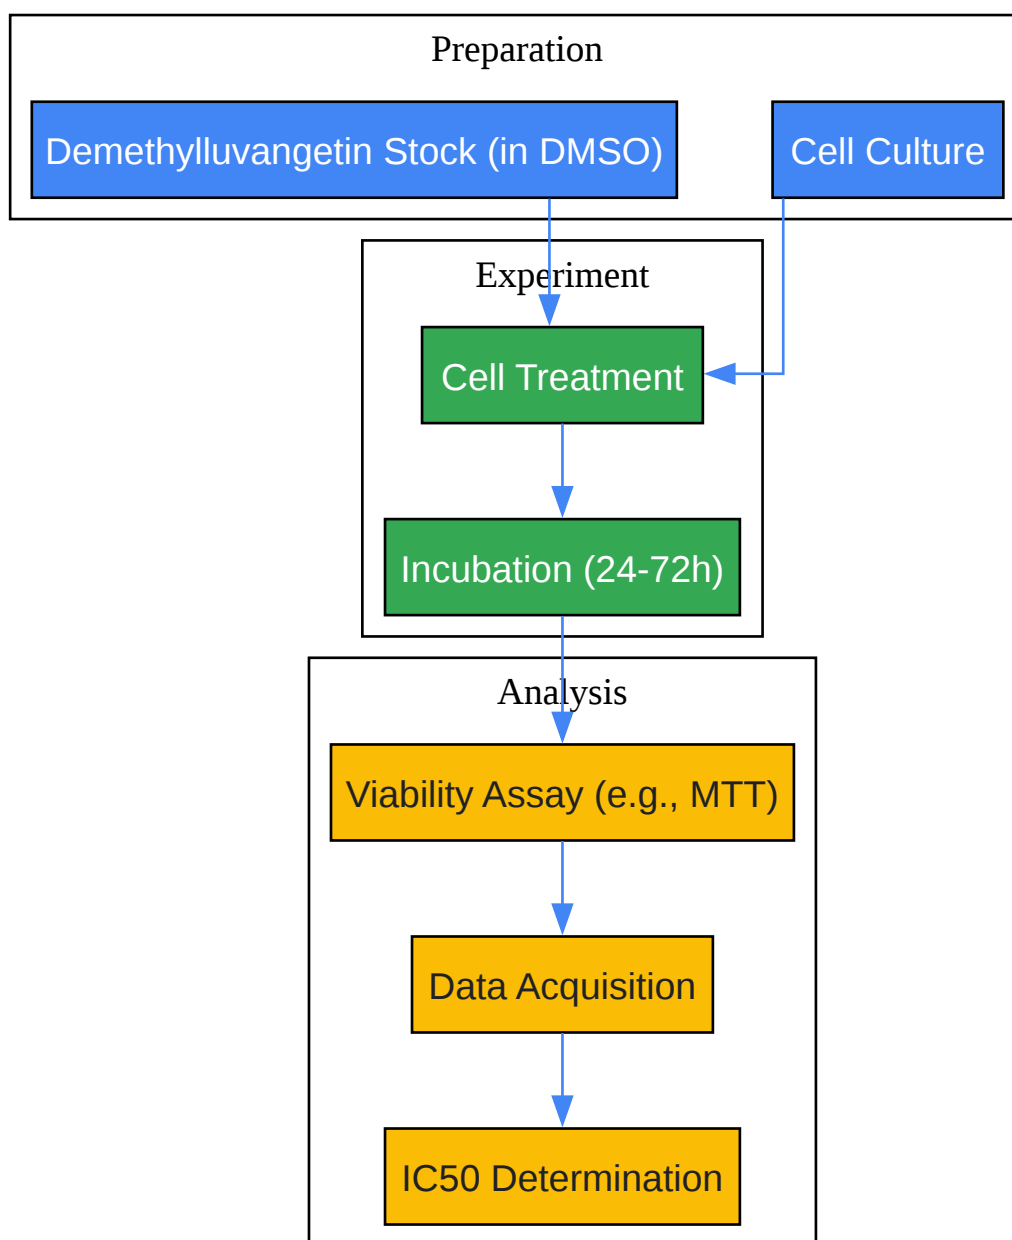 Preparation
Demethylluvangetin Stock (in DMSO)
Cell Culture
Experiment
Cell Treatment
Incubation (24-72h)
Analysis
Viability Assay (e.g., MTT)
Data Acquisition
IC50 Determination